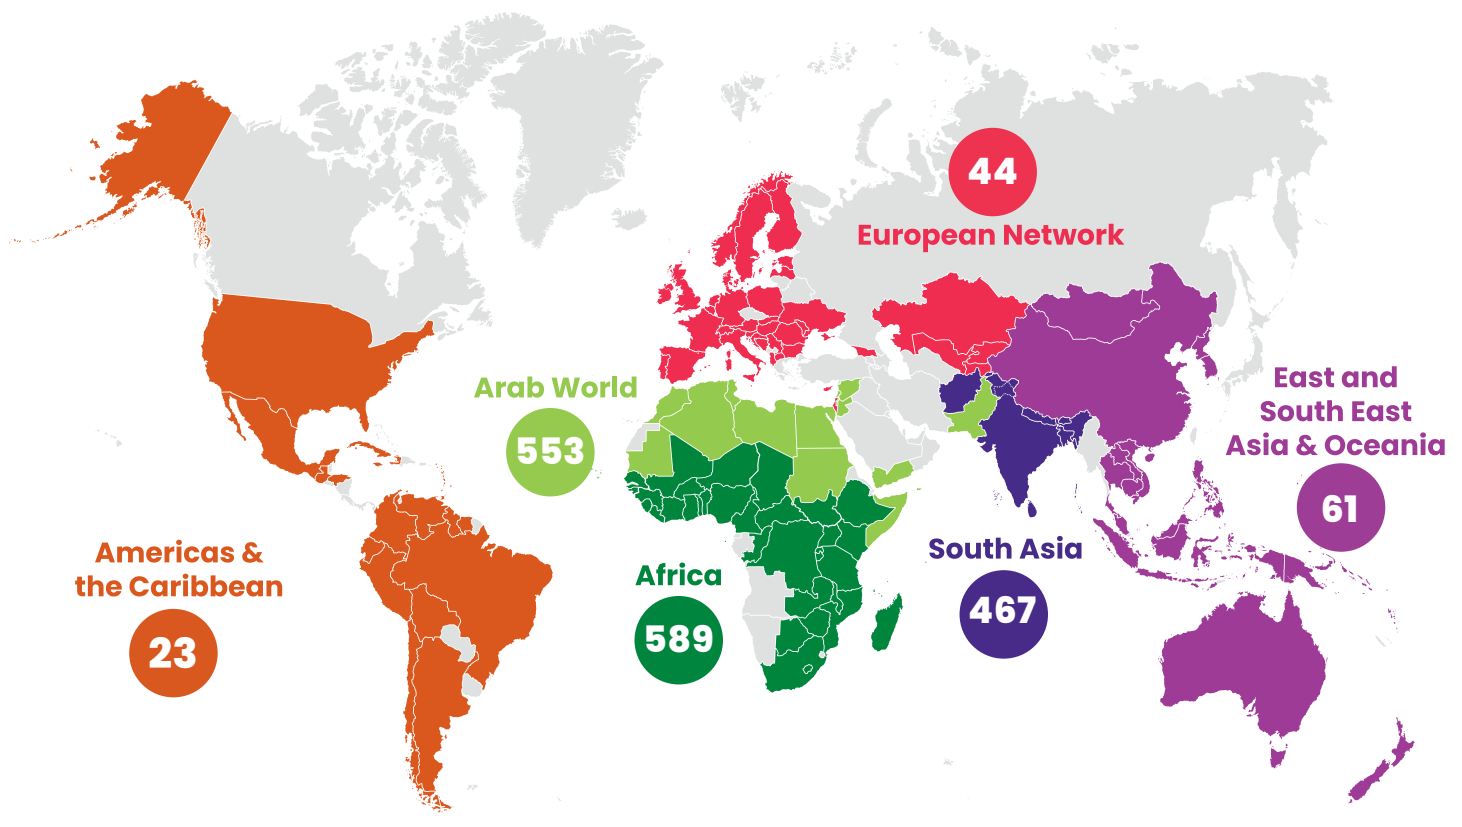 44
European Network
Arab World
553
East and
South East
Asia & Oceania
61
Americas &
the Caribbean
23
Africa
589
South Asia
467